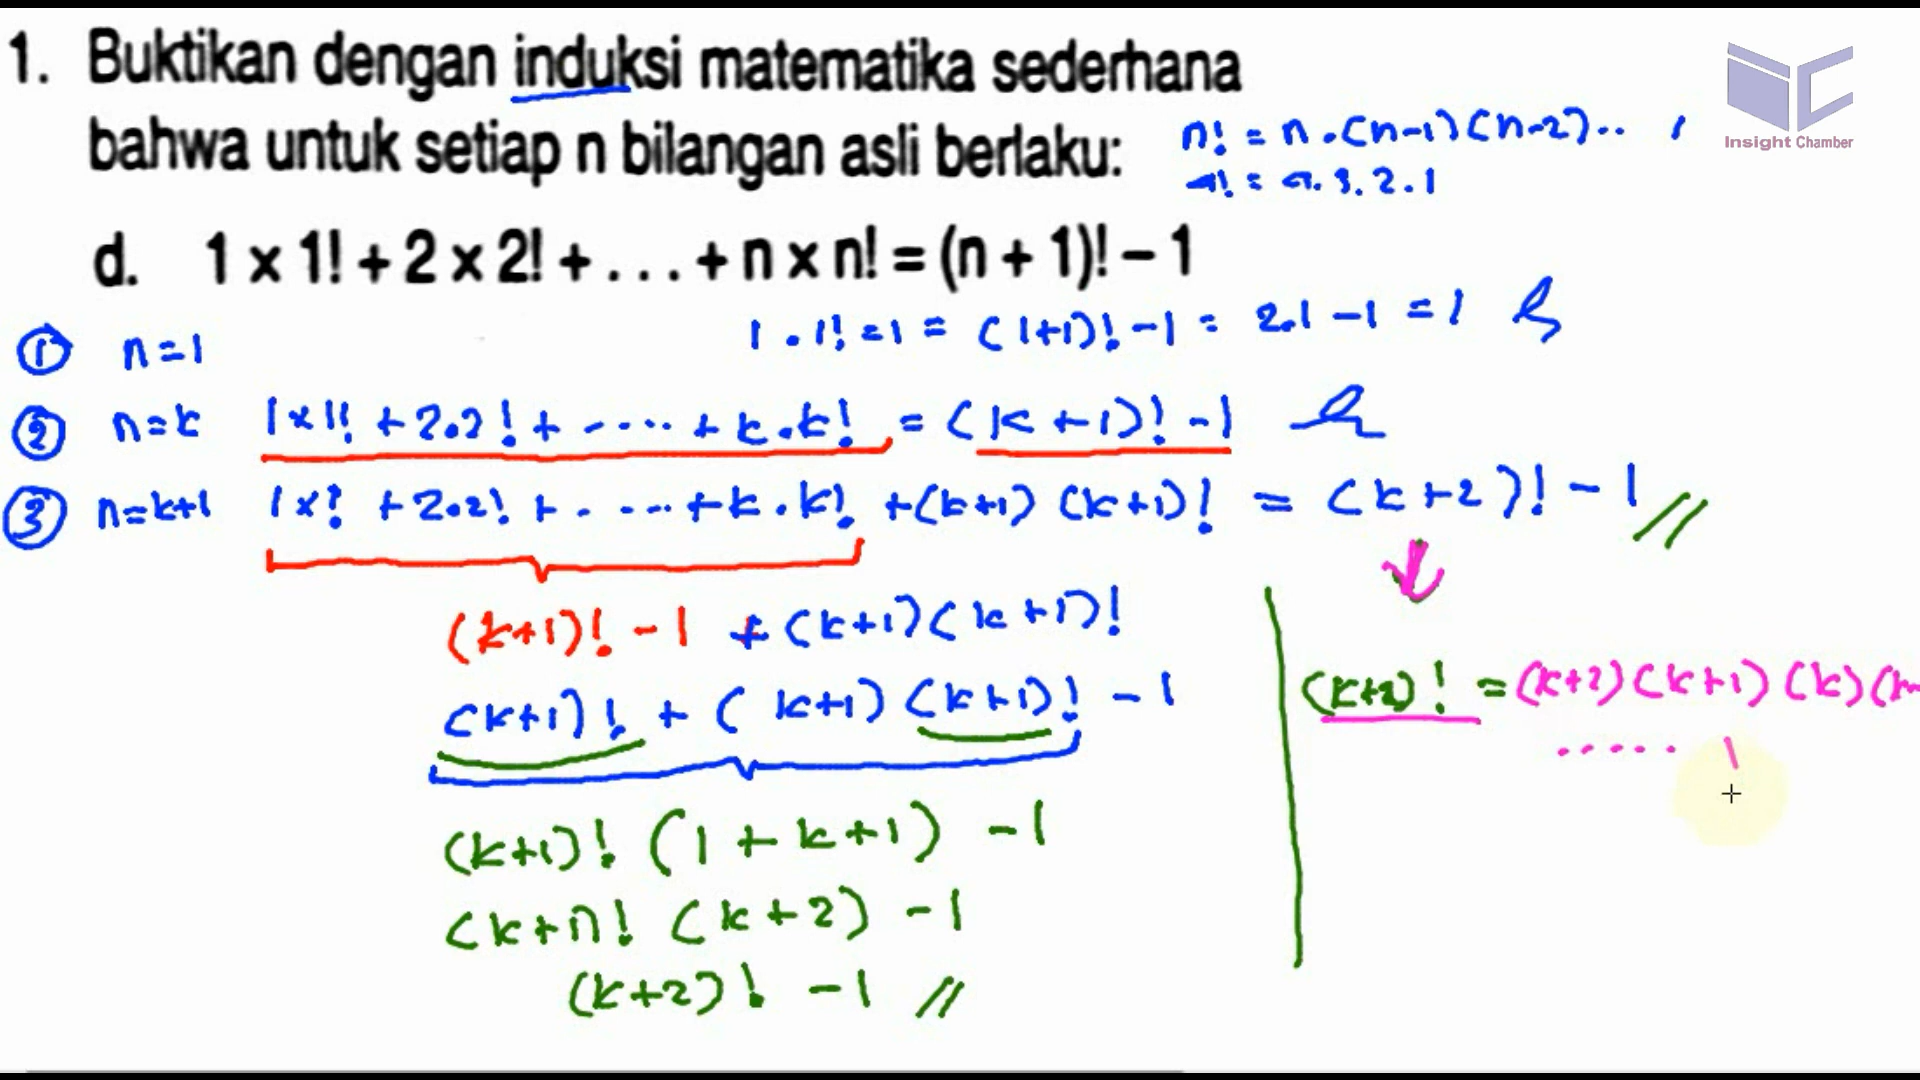 1. Buktikan dengan induksi matematika sederhana
bahwa untuk setiap n bilangan asli berlaku:
n! = n . (n-1) (n-2) .. 1
4! = 4. 3. 2. 1
Insight Chamber
d. 1 × 1! + 2 × 2! + . . . + n × n! = (n + 1)! – 1
① n=1 1 . 1! = 1 = (1+1)! - 1 = 2.1 - 1 = 1
② n=k 1×1! + 2.2! + ..... + k.k! = (k+1)! - 1
③ n=k+1 1×! + 2.2! + ..... + k.k! + (k+1) (k+1)! = (k+2)! - 1 //
(k+1)! - 1 + (k+1) (k+1)!
(k+1)! + (k+1) (k+1)! - 1
(k+1)! (1 + k+1) - 1
(k+1)! (k+2) - 1
(k+2)! - 1 //
(k+2)! = (k+2) (k+1) (k) (k-
..... 1